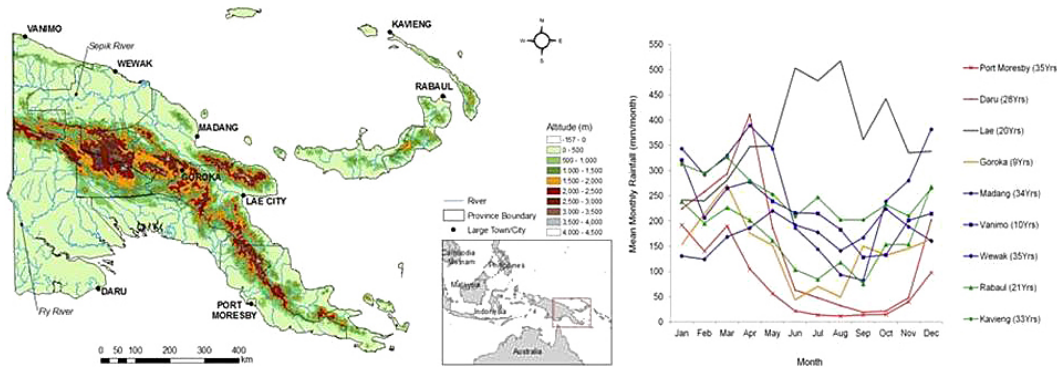 VANIMO
Sepik River
WEWAK
MADANG
GOROKA
LAE CITY
KAVIENG
RABAUL
DARU
Fly River
PORT
MORESBY
0 50 100 200 300 400
km
N
W E
S
Altitude (m)
-157 - 0
0 - 500
500 - 1,000
1,000 - 1,500
1,500 - 2,000
2,000 - 2,500
2,500 - 3,000
3,000 - 3,500
3,500 - 4,000
4,000 - 4,500
River
Province Boundary
Large Town/City
Cambodia
Vietnam
Philippines
Malaysia
Indonesia
Australia
Mean Monthly Rainfall (mm/month)
550
500
450
400
350
300
250
200
150
100
50
0
Jan Feb Mar Apr May Jun Jul Aug Sep Oct Nov Dec
Month
Port Moresby (35Yrs)
Daru (28Yrs)
Lae (20Yrs)
Goroka (9Yrs)
Madang (34Yrs)
Vanimo (10Yrs)
Wewak (35Yrs)
Rabaul (21Yrs)
Kavieng (33Yrs)